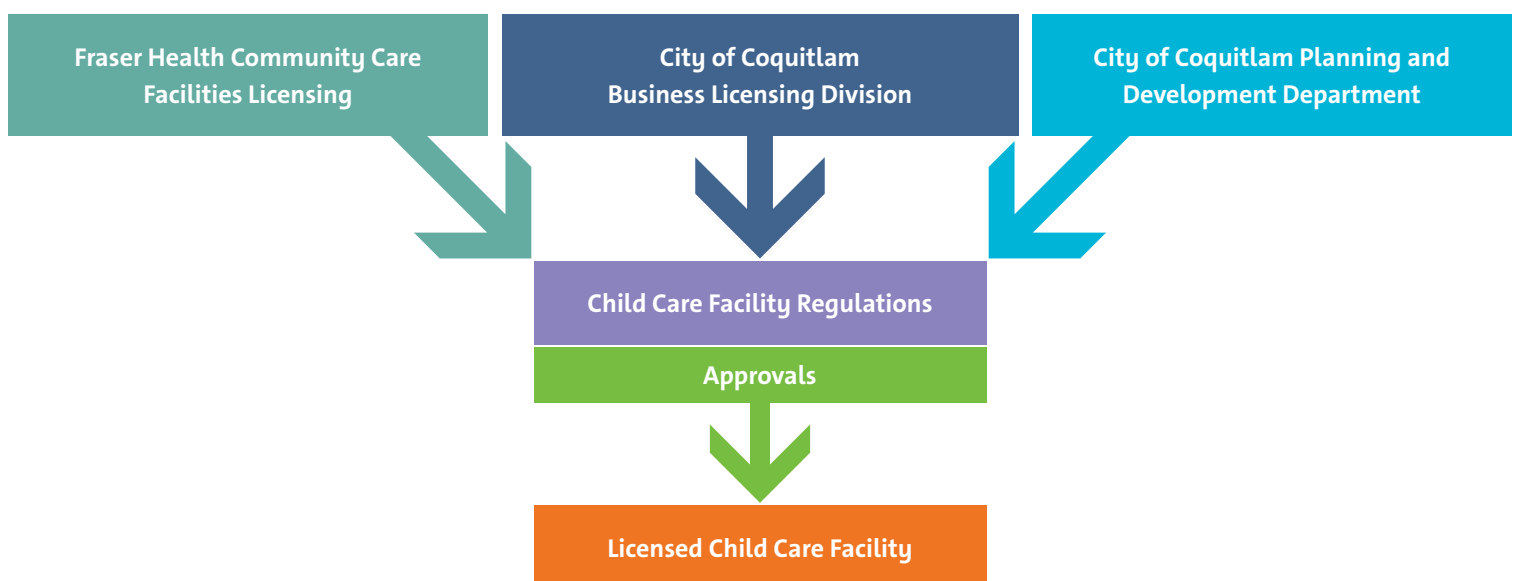 Fraser Health Community Care
Facilities Licensing
City of Coquitlam
Business Licensing Division
City of Coquitlam Planning and
Development Department
Child Care Facility Regulations
Approvals
Licensed Child Care Facility